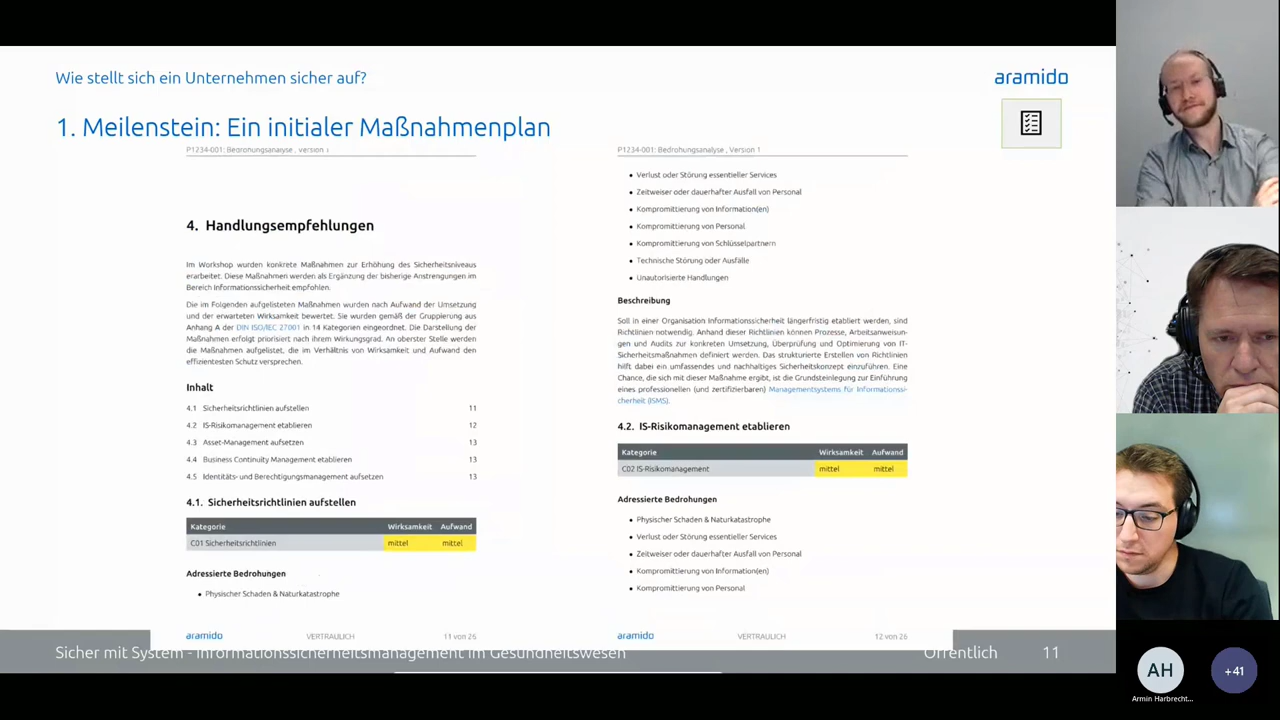 Wie stellt sich ein Unternehmen sicher auf?
aramido
1. Meilenstein: Ein initialer Maßnahmenplan
P1234-001: Bedrohungsanalyse , version 1
4. Handlungsempfehlungen
Im Workshop wurden konkrete Maßnahmen zur Erhöhung des Sicherheitsniveaus
erarbeitet. Diese Maßnahmen werden als Ergänzung der bisherige Anstrengungen im
Bereich Informationssicherheit empfohlen.
Die im Folgenden aufgelisteten Maßnahmen wurden nach Aufwand der Umsetzung
und der erwarteten Wirksamkeit bewertet. Sie wurden gemäß der Gruppierung aus
Anhang A der DIN ISO/IEC 27001 in 14 Kategorien eingeordnet. Die Darstellung der
Maßnahmen erfolgt priorisiert nach ihrem Wirkungsgrad. An oberster Stelle werden
die Maßnahmen aufgelistet, die im Verhältnis von Wirksamkeit und Aufwand den
effizientesten Schutz versprechen.
Inhalt
4.1 Sicherheitsrichtlinien aufstellen 11
4.2 IS-Risikomanagement etablieren 12
4.3 Asset-Management aufsetzen 13
4.4 Business Continuity Management etablieren 13
4.5 Identitäts- und Berechtigungsmanagement aufsetzen 13
4.1. Sicherheitsrichtlinien aufstellen
Kategorie Wirksamkeit Aufwand
C01 Sicherheitsrichtlinien mittel mittel
Adressierte Bedrohungen
• Physischer Schaden & Naturkatastrophe
aramido VERTRAULICH 11 von 26
P1234-001: Bedrohungsanalyse , Version 1
• Verlust oder Störung essentieller Services
• Zeitweiser oder dauerhafter Ausfall von Personal
• Kompromittierung von Information(en)
• Kompromittierung von Personal
• Kompromittierung von Schlüsselpartnern
• Technische Störung oder Ausfälle
• Unautorisierte Handlungen
Beschreibung
Soll in einer Organisation Informationssicherheit längerfristig etabliert werden, sind
Richtlinien notwendig. Anhand dieser Richtlinien können Prozesse, Arbeitsanweisun-
gen und Audits zur konkreten Umsetzung, Überprüfung und Optimierung von IT-
Sicherheitsmaßnahmen definiert werden. Das strukturierte Erstellen von Richtlinien
hilft dabei ein umfassendes und nachhaltiges Sicherheitskonzept einzuführen. Eine
Chance, die sich mit dieser Maßnahme ergibt, ist die Grundsteinlegung zur Einführung
eines professionellen (und zertifizierbaren) Managementsystems für Informationssi-
cherheit (ISMS).
4.2. IS-Risikomanagement etablieren
Kategorie Wirksamkeit Aufwand
C02 IS-Risikomanagement mittel mittel
Adressierte Bedrohungen
• Physischer Schaden & Naturkatastrophe
• Verlust oder Störung essentieller Services
• Zeitweiser oder dauerhafter Ausfall von Personal
• Kompromittierung von Information(en)
• Kompromittierung von Personal
aramido VERTRAULICH 12 von 26
Sicher mit System - Informationssicherheitsmanagement im Gesundheitswesen Öffentlich 11
AH
Armin Harbrecht...
+41